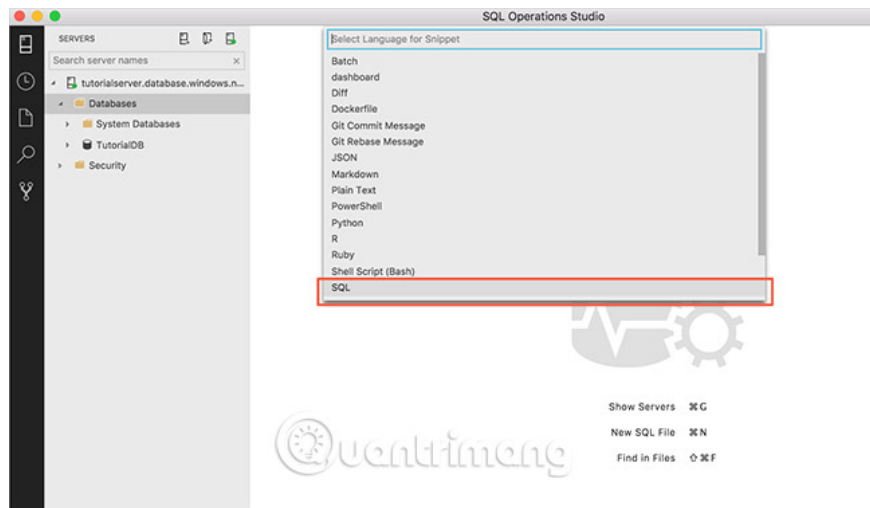 SQL Operations Studio
SERVERS
Search server names
tutorialserver.database.windows.n...
Databases
System Databases
TutorialDB
Security
Select Language for Snippet
Batch
dashboard
Diff
Dockerfile
Git Commit Message
Git Rebase Message
JSON
Markdown
Plain Text
PowerShell
Python
R
Ruby
Shell Script (Bash)
SQL
Show Servers ⌘G
New SQL File ⌘N
Find in Files ⇧⌘F
Quantrimang